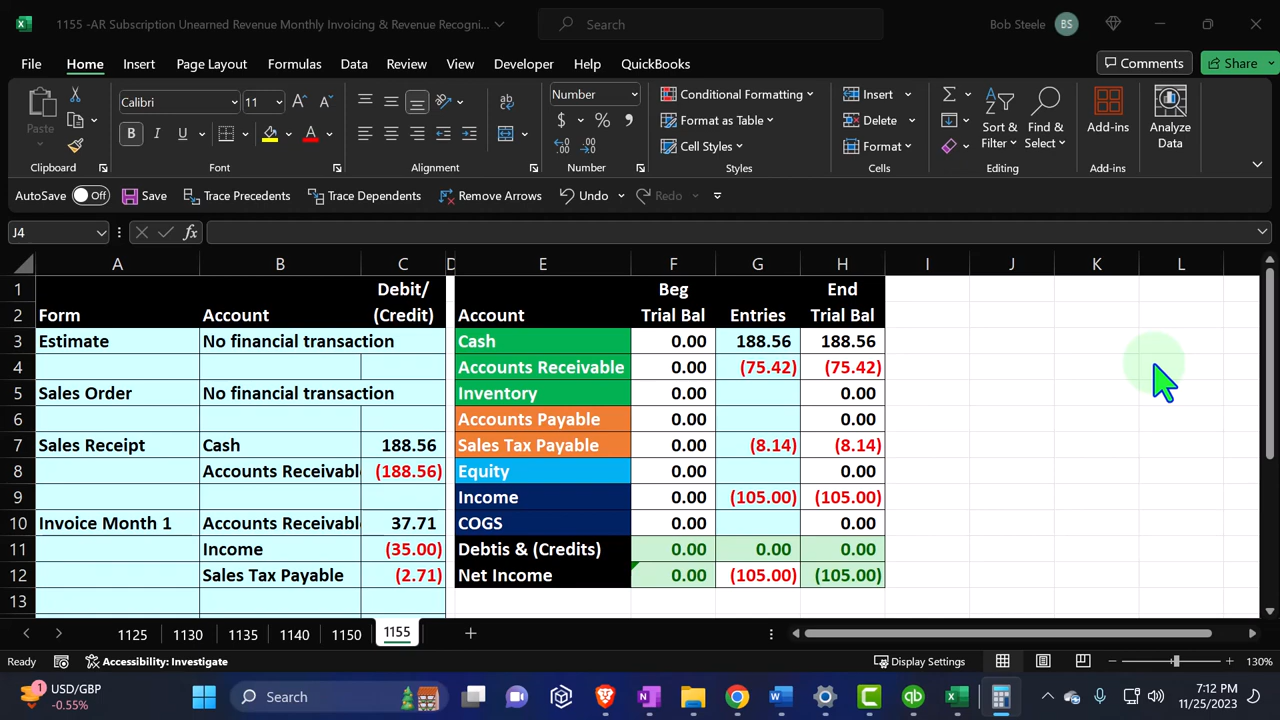 1155 -AR Subscription Unearned Revenue Monthly Invoicing & Revenue Recogni...
Search
Bob Steele
BS
File Home Insert Page Layout Formulas Data Review View Developer Help QuickBooks
Comments
Share
Paste
Calibri
11
B I U
Number
Conditional Formatting
Format as Table
Cell Styles
Insert
Delete
Format
Sort & Filter
Find & Select
Add-ins
Analyze Data
Clipboard
Font
Alignment
Number
Styles
Cells
Editing
Add-ins
AutoSave Off Save Trace Precedents Trace Dependents Remove Arrows Undo Redo
J4
fx
A B C D E F G H I J K L
1 Debit/ Beg End
2 Form Account (Credit) Account Trial Bal Entries Trial Bal
3 Estimate No financial transaction Cash 0.00 188.56 188.56
4 Accounts Receivable 0.00 (75.42) (75.42)
5 Sales Order No financial transaction Inventory 0.00 0.00
6 Accounts Payable 0.00 0.00
7 Sales Receipt Cash 188.56 Sales Tax Payable 0.00 (8.14) (8.14)
8 Accounts Receivabl (188.56) Equity 0.00 0.00
9 Income 0.00 (105.00) (105.00)
10 Invoice Month 1 Accounts Receivabl 37.71 COGS 0.00 0.00
11 Income (35.00) Debtis & (Credits) 0.00 0.00 0.00
12 Sales Tax Payable (2.71) Net Income 0.00 (105.00) (105.00)
13
1125 1130 1135 1140 1150 1155
Ready Accessibility: Investigate Display Settings 130%
1 USD/GBP
-0.55%
Search
7:12 PM
11/25/2023